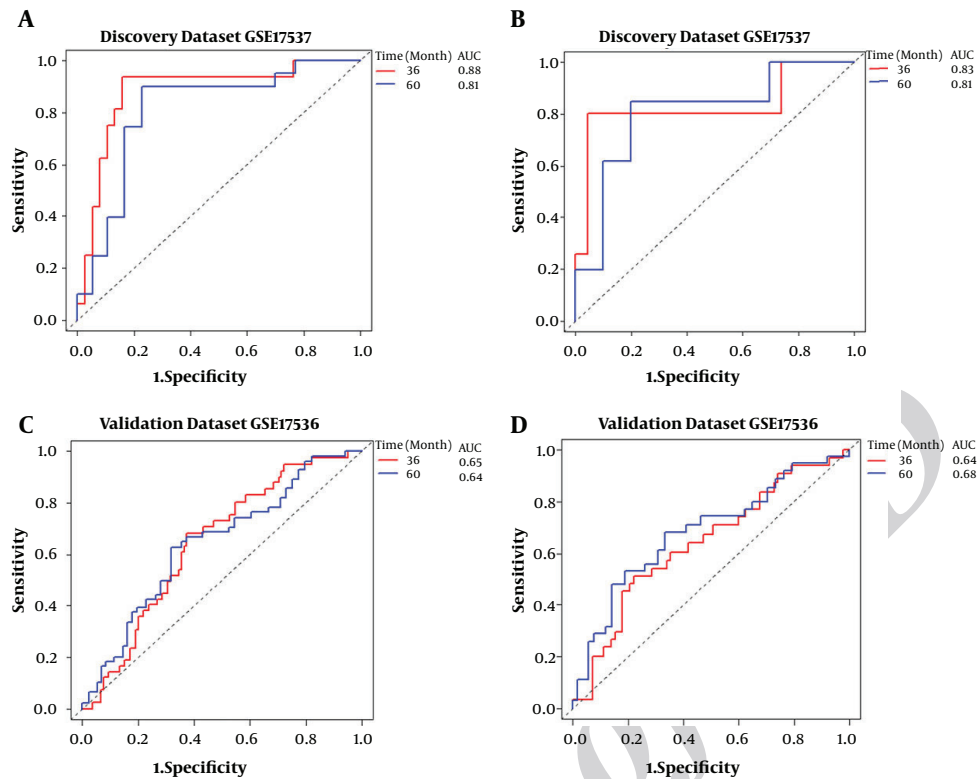 A
Discovery Dataset GSE17537
Time (Month) AUC
36 0.88
60 0.81
Sensitivity
1.0
0.8
0.6
0.4
0.2
0.0
0.0 0.2 0.4 0.6 0.8 1.0
1.Specificity
B
Discovery Dataset GSE17537
Time (Month) AUC
36 0.83
60 0.81
Sensitivity
1.0
0.8
0.6
0.4
0.2
0.0
0.0 0.2 0.4 0.6 0.8 1.0
1.Specificity
C
Validation Dataset GSE17536
Time (Month) AUC
36 0.65
60 0.64
Sensitivity
1.0
0.8
0.6
0.4
0.2
0.0
0.0 0.2 0.4 0.6 0.8 1.0
1.Specificity
D
Validation Dataset GSE17536
Time (Month) AUC
36 0.64
60 0.68
Sensitivity
1.0
0.8
0.6
0.4
0.2
0.0
0.0 0.2 0.4 0.6 0.8 1.0
1.Specificity